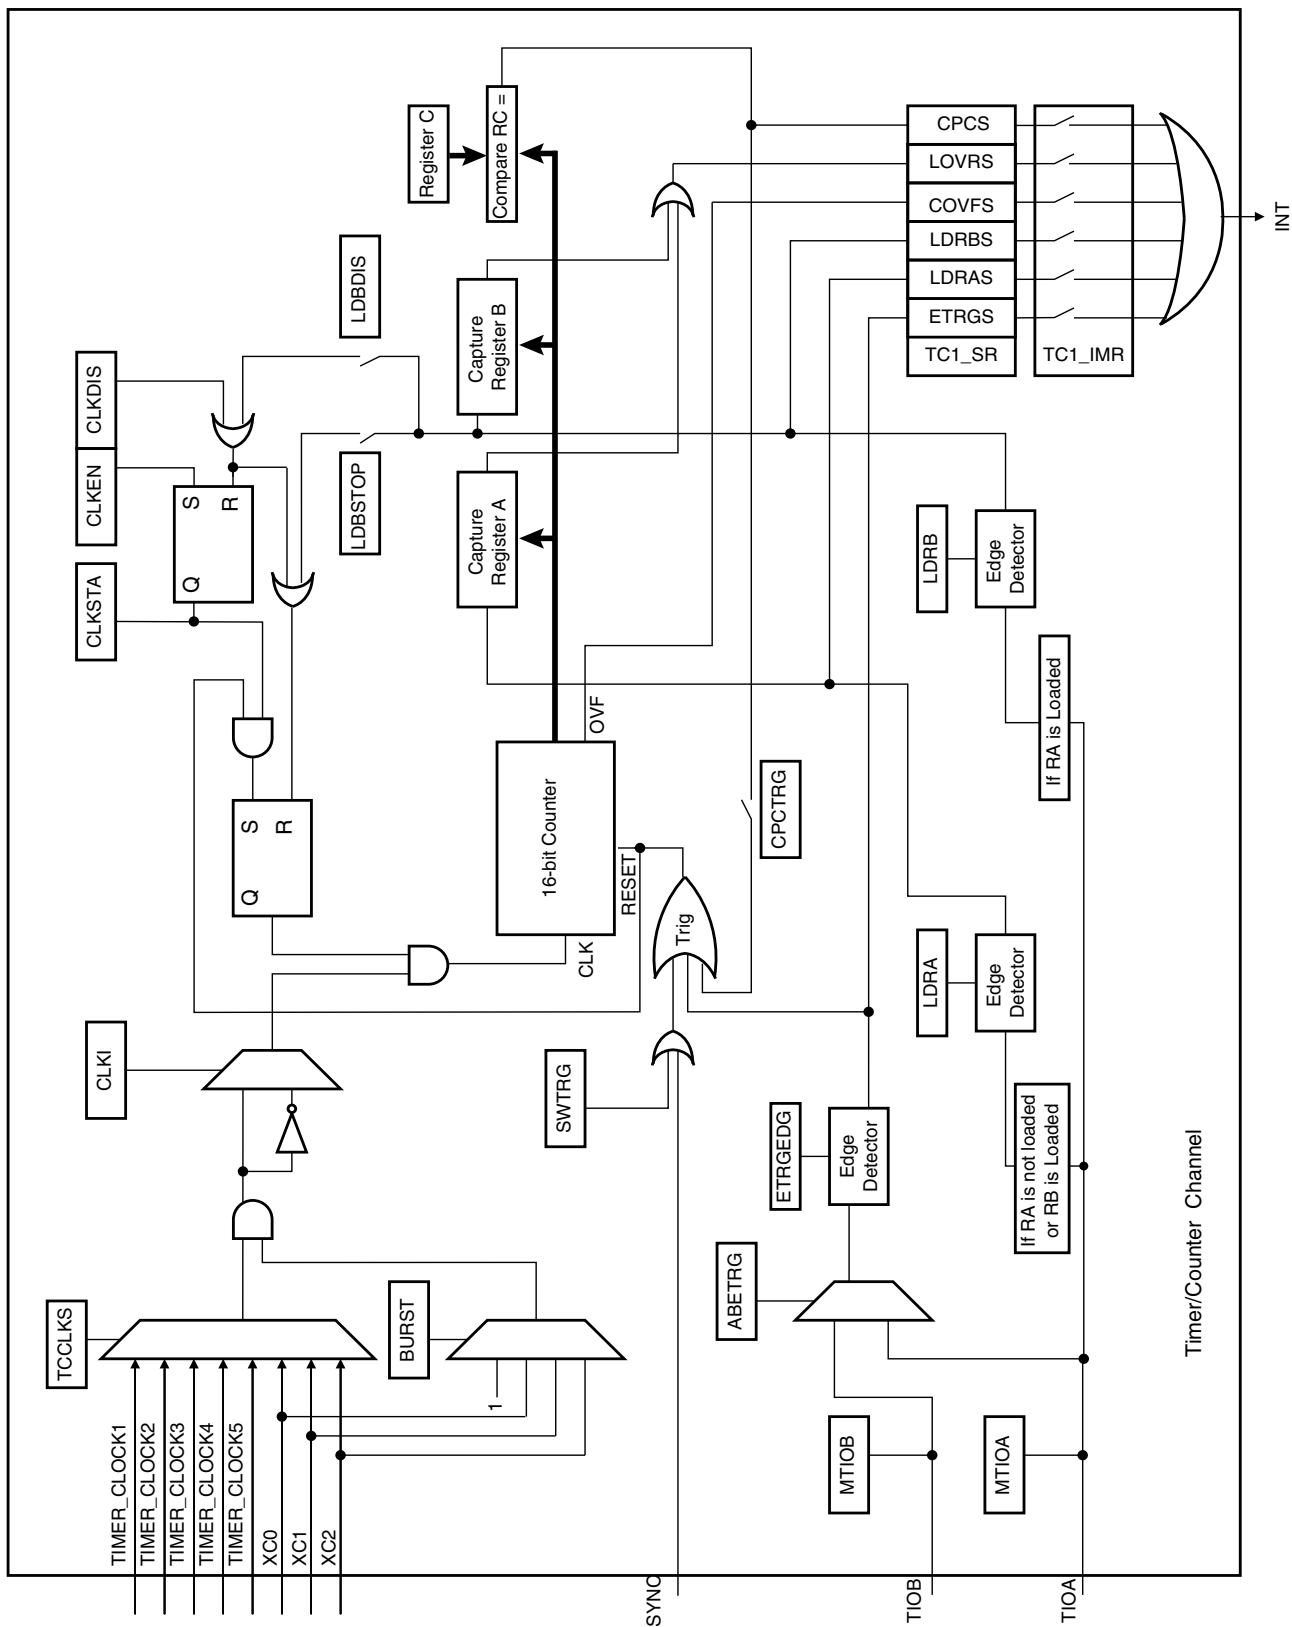 TCCLKS
TIMER_CLOCK1
TIMER_CLOCK2
TIMER_CLOCK3
TIMER_CLOCK4
TIMER_CLOCK5
XC0
XC1
XC2
CLKI
CLKSTA
CLKEN
CLKDIS
Q
S
R
Q
S
R
BURST
1
LDBSTOP
LDBDIS
Register C
Capture
Register A
Capture
Register B
Compare RC =
16-bit Counter
CLK
OVF
RESET
SWTRG
SYNC
Trig
CPCTRG
ABETRG
ETRGEDG
Edge
Detector
MTIOB
TIOB
MTIOA
TIOA
LDRA
Edge
Detector
If RA is not loaded
or RB is Loaded
LDRB
Edge
Detector
If RA is Loaded
CPCS
LOVRS
COVFS
LDRBS
LDRAS
ETRGS
TC1_SR
TC1_IMR
INT
Timer/Counter Channel